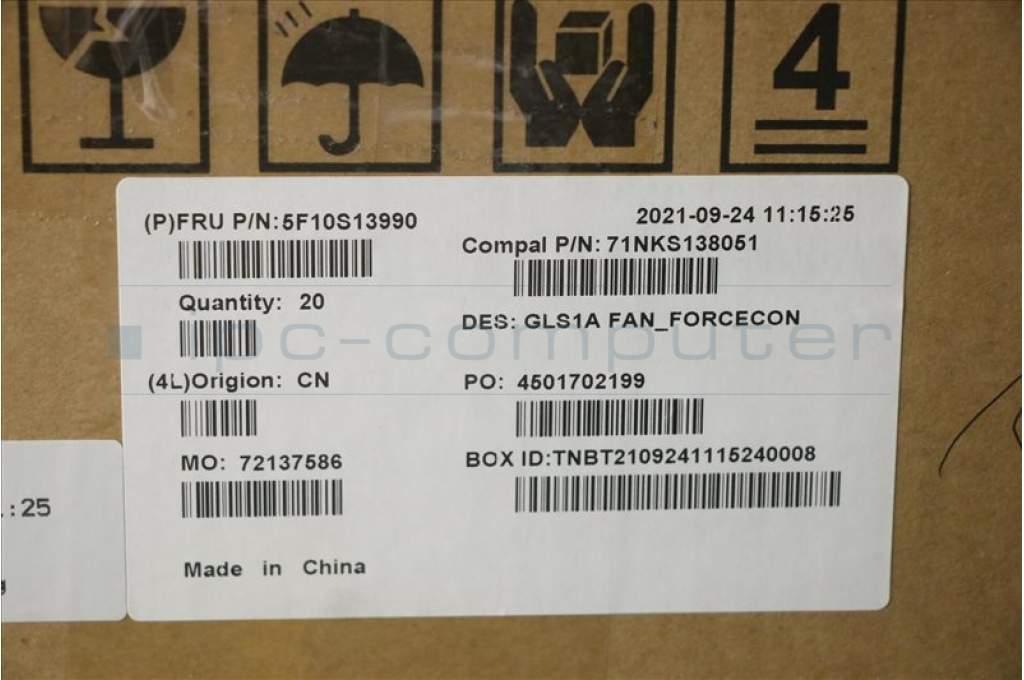 4
(P)FRU P/N:5F10S13990
2021-09-24 11:15:25
Compal P/N: 71NKS138051
Quantity: 20
DES: GLS1A FAN_FORCECON
ipc-computer
(4L)Origion: CN
PO: 4501702199
MO: 72137586
BOX ID:TNBT2109241115240008
:25
Made in China